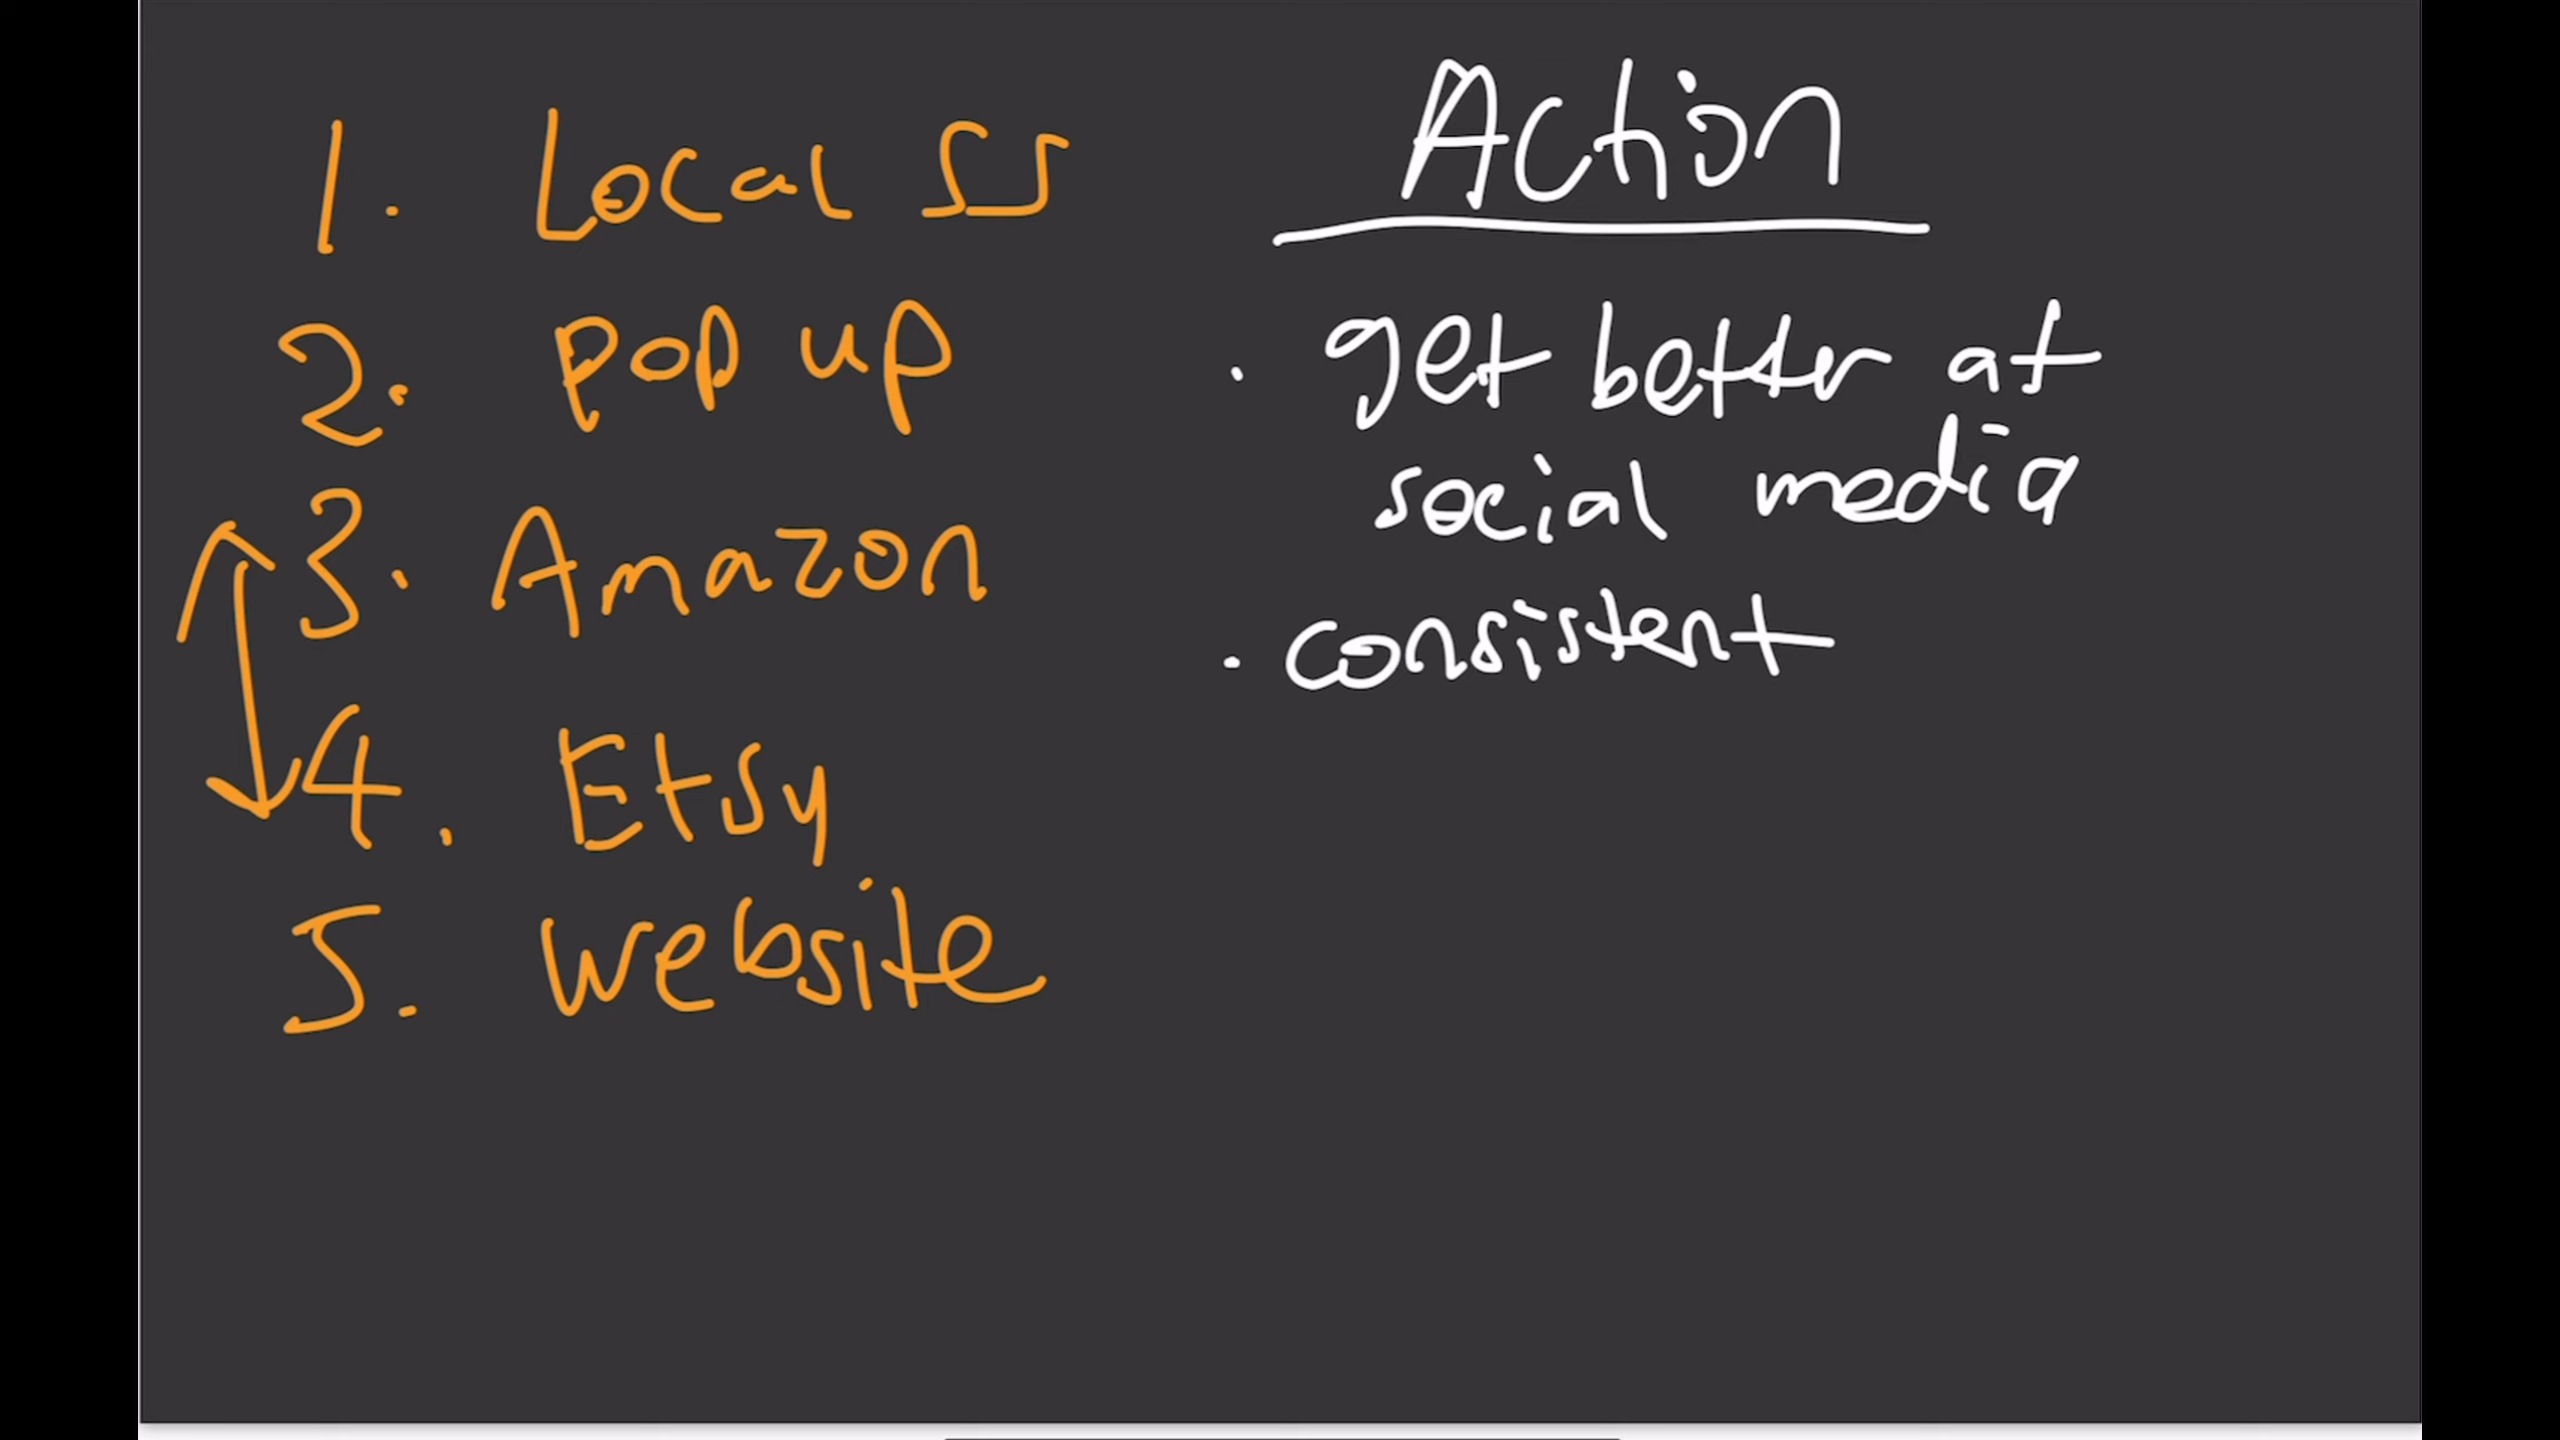 1. Local SS
2. Pop up
3. Amazon
4. Etsy
5. Website
Action
· get better at
social media
· consistent